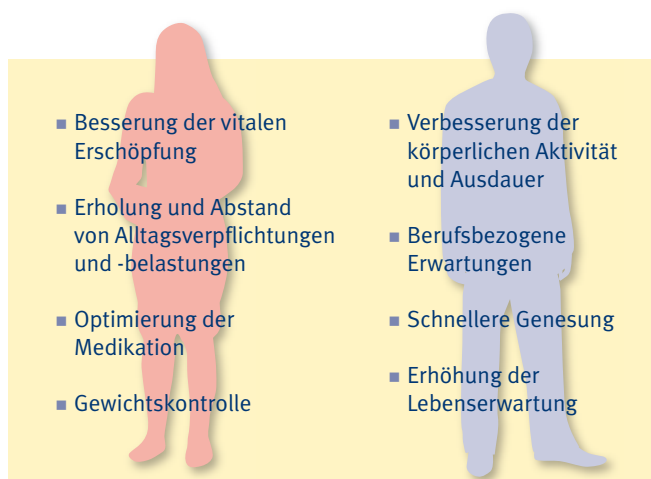 ■ Besserung der vitalen
Erschöpfung
■ Erholung und Abstand
von Alltagsverpflichtungen
und -belastungen
■ Optimierung der
Medikation
■ Gewichtskontrolle
■ Verbesserung der
körperlichen Aktivität
und Ausdauer
■ Berufsbezogene
Erwartungen
■ Schnellere Genesung
■ Erhöhung der
Lebenserwartung